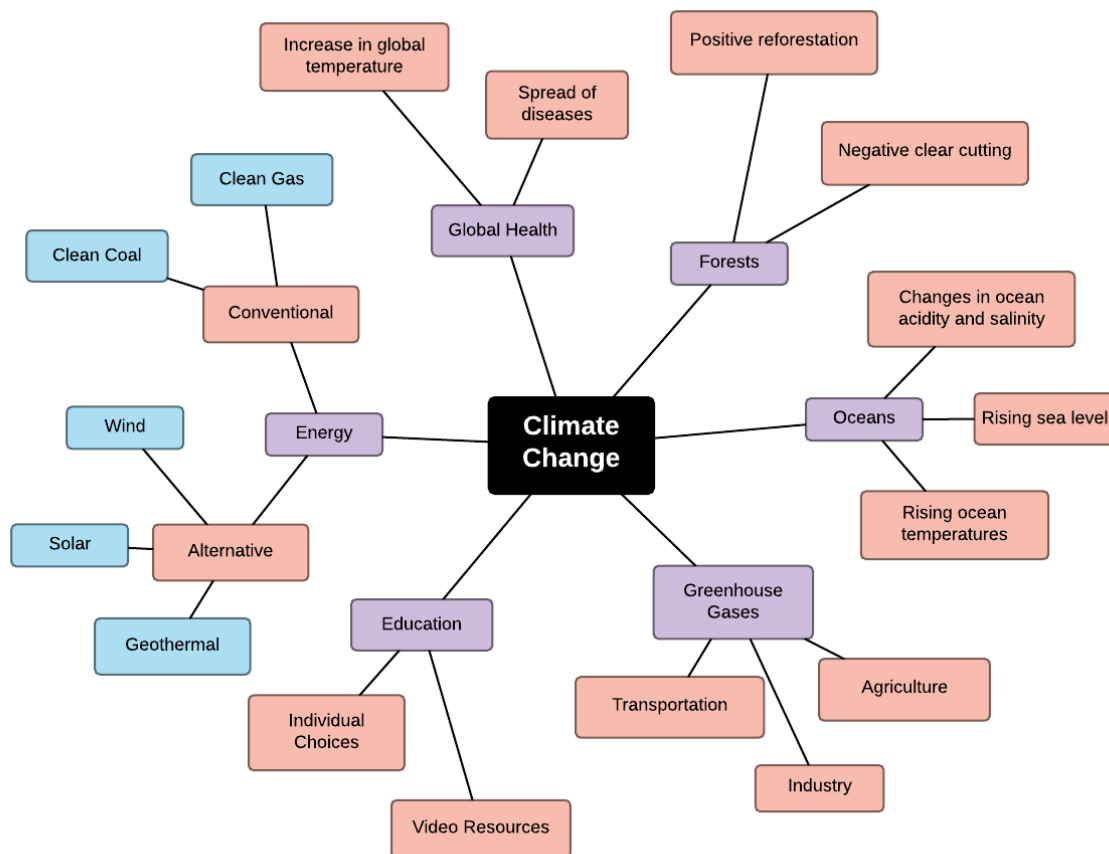 Increase in global
temperature
Positive reforestation
Spread of
diseases
Negative clear cutting
Clean Gas
Global Health
Clean Coal
Forests
Changes in ocean
acidity and salinity
Conventional
Wind
Energy
Climate
Change
Oceans
Rising sea level
Rising ocean
temperatures
Solar
Alternative
Greenhouse
Gases
Education
Geothermal
Agriculture
Transportation
Individual
Choices
Industry
Video Resources